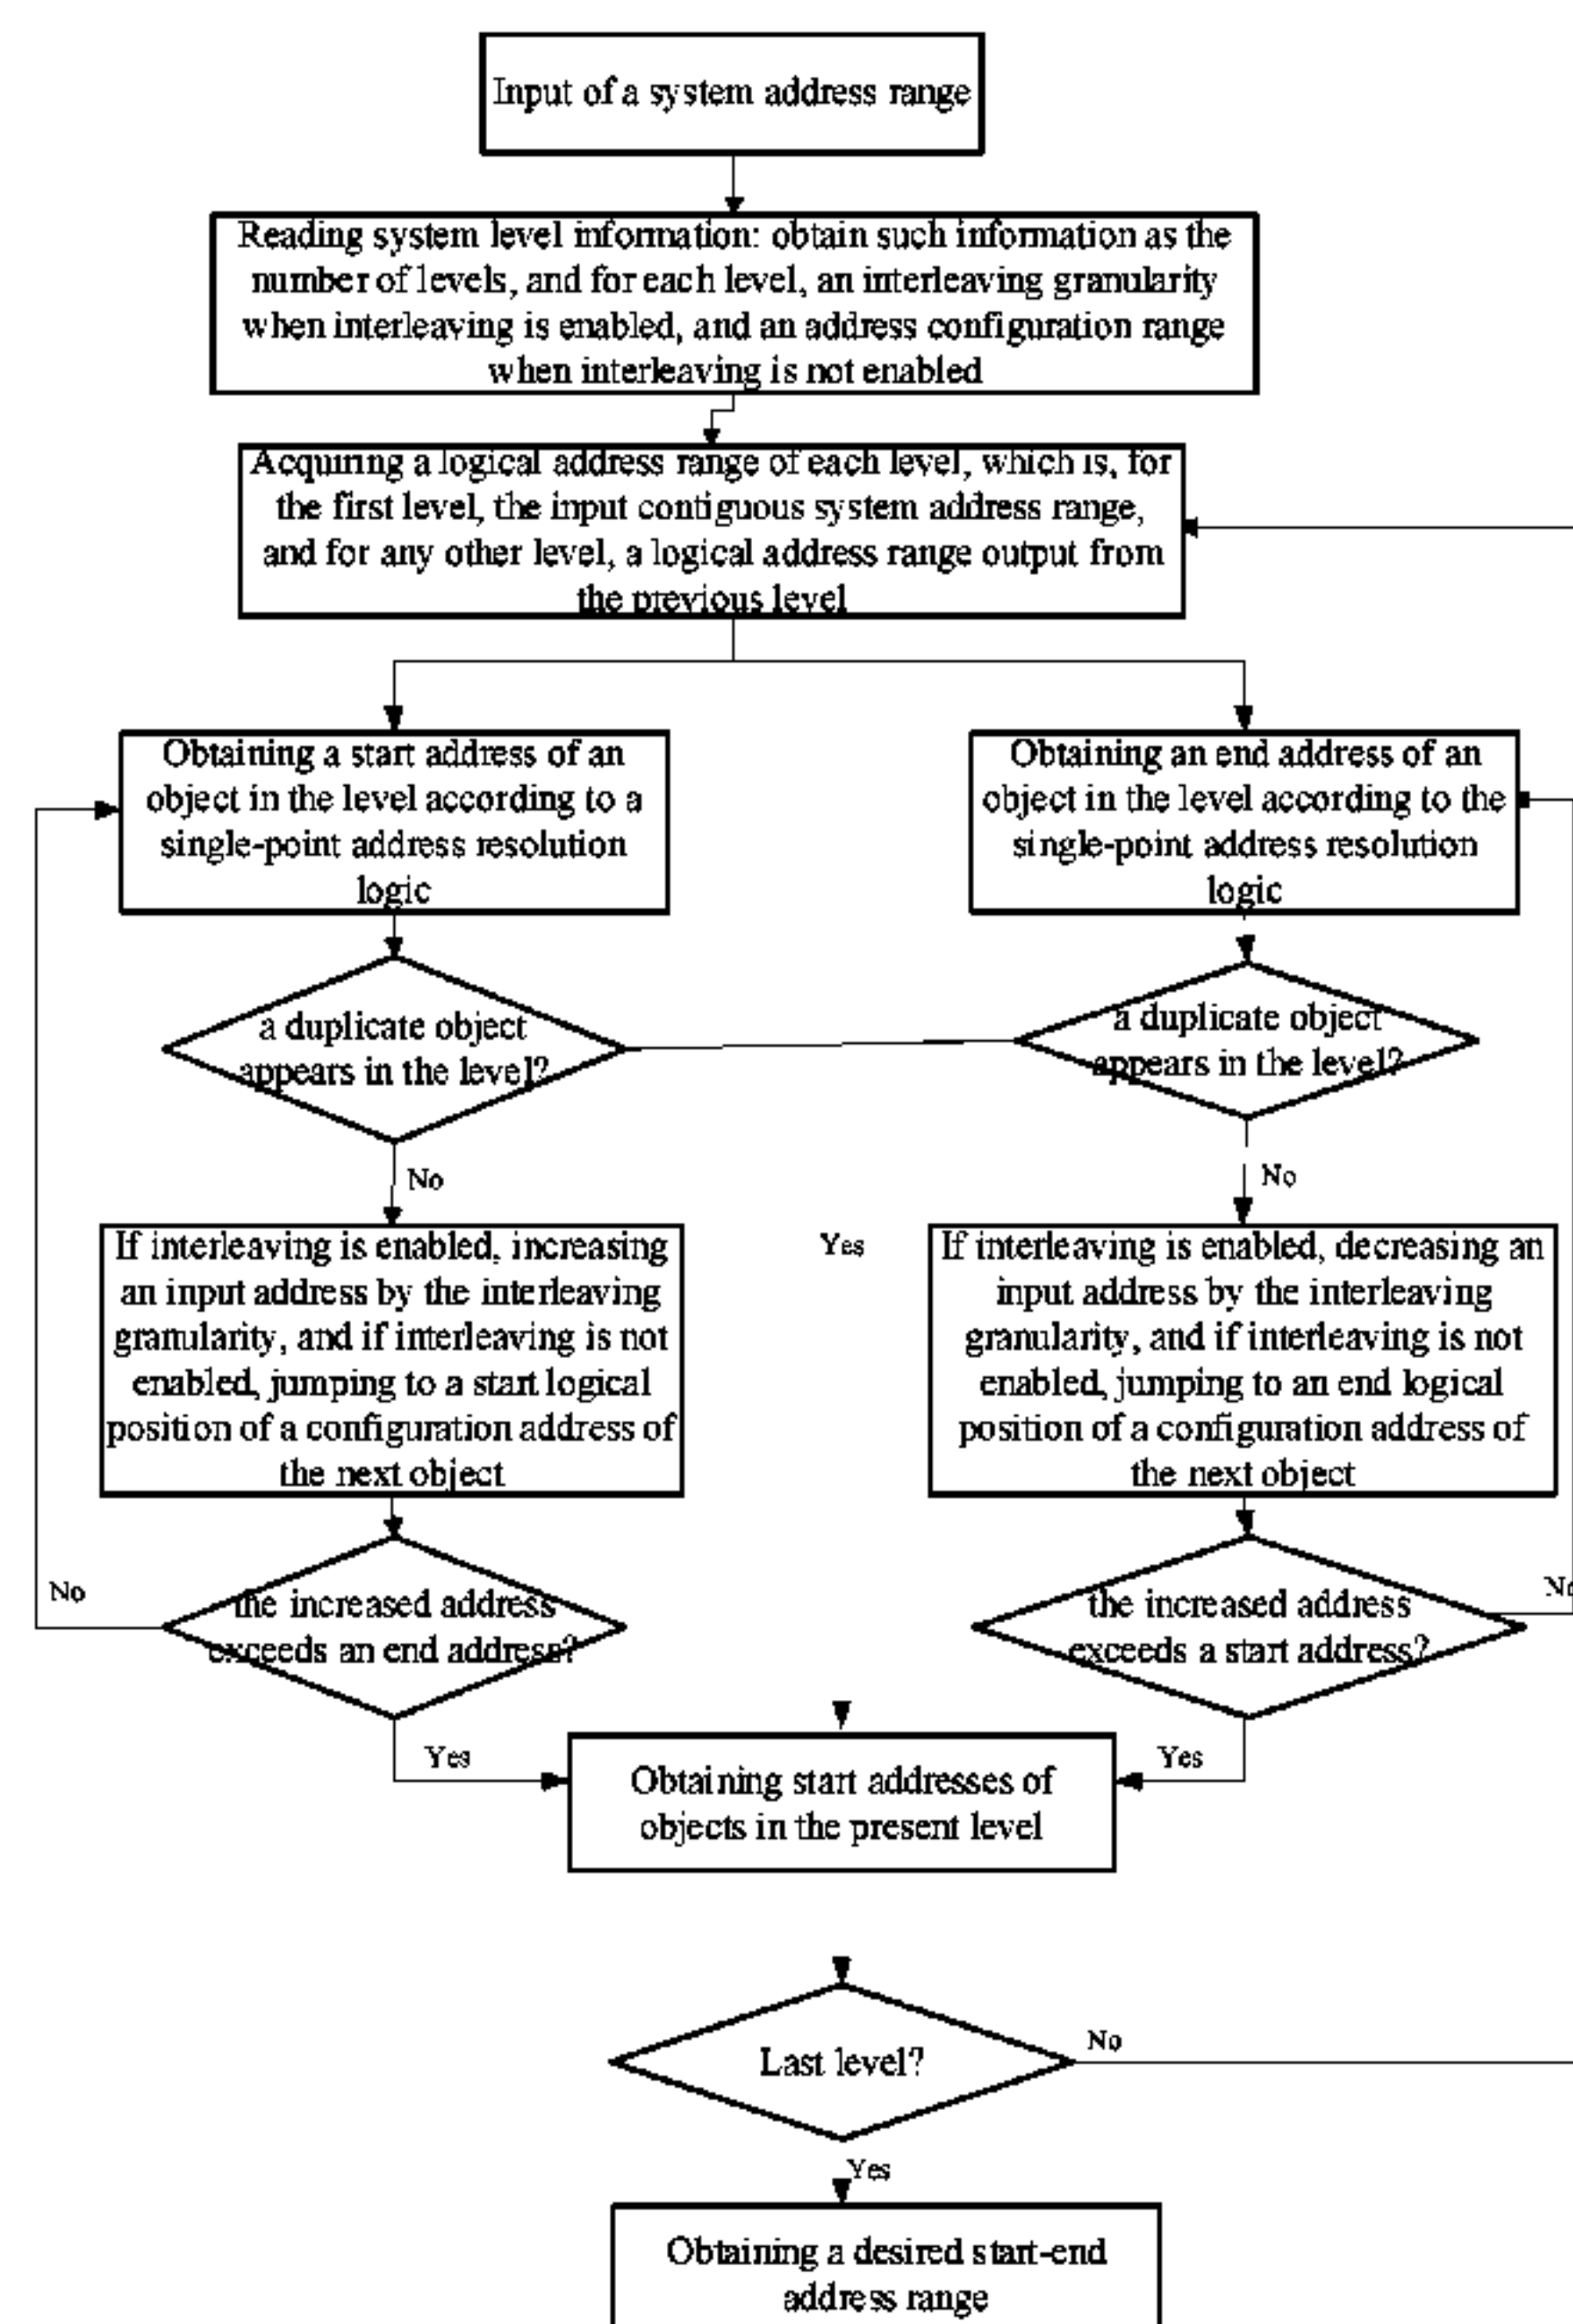 Input of a system address range
Reading system level information: obtain such information as the
number of levels, and for each level, an interleaving granularity
when interleaving is enabled, and an address configuration range
when interleaving is not enabled
Acquiring a logical address range of each level, which is, for
the first level, the input contiguous system address range,
and for any other level, a logical address range output from
the previous level
Obtaining a start address of an
object in the level according to a
single-point address resolution
logic
Obtaining an end address of an
object in the level according to the
single-point address resolution
logic
a duplicate object
appears in the level?
a duplicate object
appears in the level?
No
No
Yes
If interleaving is enabled, increasing
an input address by the interleaving
granularity, and if interleaving is not
enabled, jumping to a start logical
position of a configuration address of
the next object
If interleaving is enabled, decreasing an
input address by the interleaving
granularity, and if interleaving is not
enabled, jumping to an end logical
position of a configuration address of
the next object
No
the increased address
exceeds an end address?
the increased address
exceeds a start address?
No
Yes
Yes
Obtaining start addresses of
objects in the present level
Last level?
No
Yes
Obtaining a desired start-end
address range